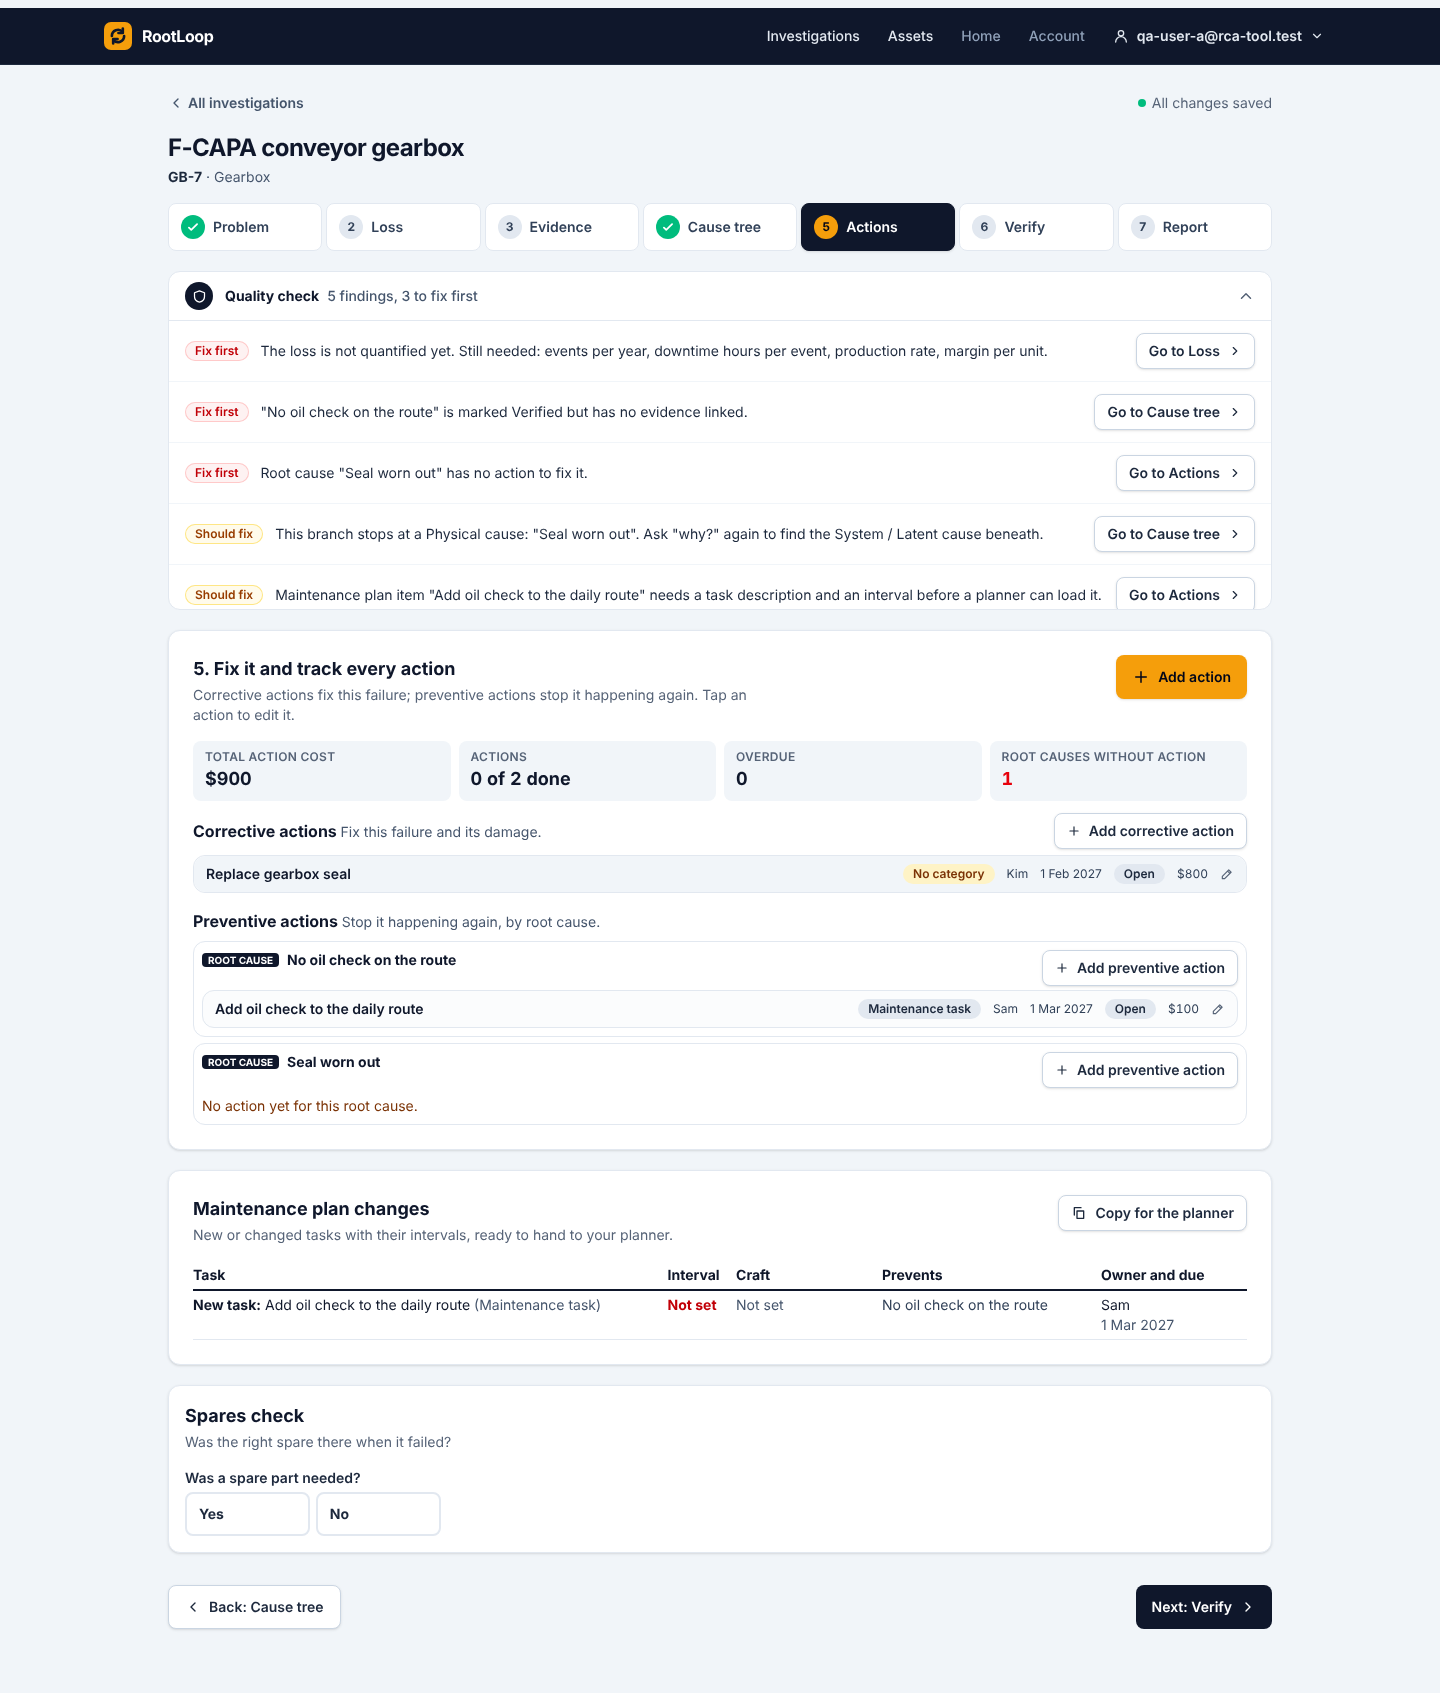 RootLoop
Investigations
Assets
Home
Account
qa-user-a@rca-tool.test
All investigations
All changes saved
F-CAPA conveyor gearbox
GB-7 · Gearbox
Problem
2 Loss
3 Evidence
Cause tree
5 Actions
6 Verify
7 Report
Quality check 5 findings, 3 to fix first
Fix first The loss is not quantified yet. Still needed: events per year, downtime hours per event, production rate, margin per unit. Go to Loss
Fix first "No oil check on the route" is marked Verified but has no evidence linked. Go to Cause tree
Fix first Root cause "Seal worn out" has no action to fix it. Go to Actions
Should fix This branch stops at a Physical cause: "Seal worn out". Ask "why?" again to find the System / Latent cause beneath. Go to Cause tree
Should fix Maintenance plan item "Add oil check to the daily route" needs a task description and an interval before a planner can load it. Go to Actions
5. Fix it and track every action
Add action
Corrective actions fix this failure; preventive actions stop it happening again. Tap an
action to edit it.
TOTAL ACTION COST
$900
ACTIONS
0 of 2 done
OVERDUE
0
ROOT CAUSES WITHOUT ACTION
1
Corrective actions Fix this failure and its damage.
Add corrective action
Replace gearbox seal No category Kim 1 Feb 2027 Open $800
Preventive actions Stop it happening again, by root cause.
ROOT CAUSE No oil check on the route
Add preventive action
Add oil check to the daily route Maintenance task Sam 1 Mar 2027 Open $100
ROOT CAUSE Seal worn out
Add preventive action
No action yet for this root cause.
Maintenance plan changes
Copy for the planner
New or changed tasks with their intervals, ready to hand to your planner.
Task Interval Craft Prevents Owner and due
New task: Add oil check to the daily route (Maintenance task) Not set Not set No oil check on the route Sam
1 Mar 2027
Spares check
Was the right spare there when it failed?
Was a spare part needed?
Yes
No
Back: Cause tree
Next: Verify